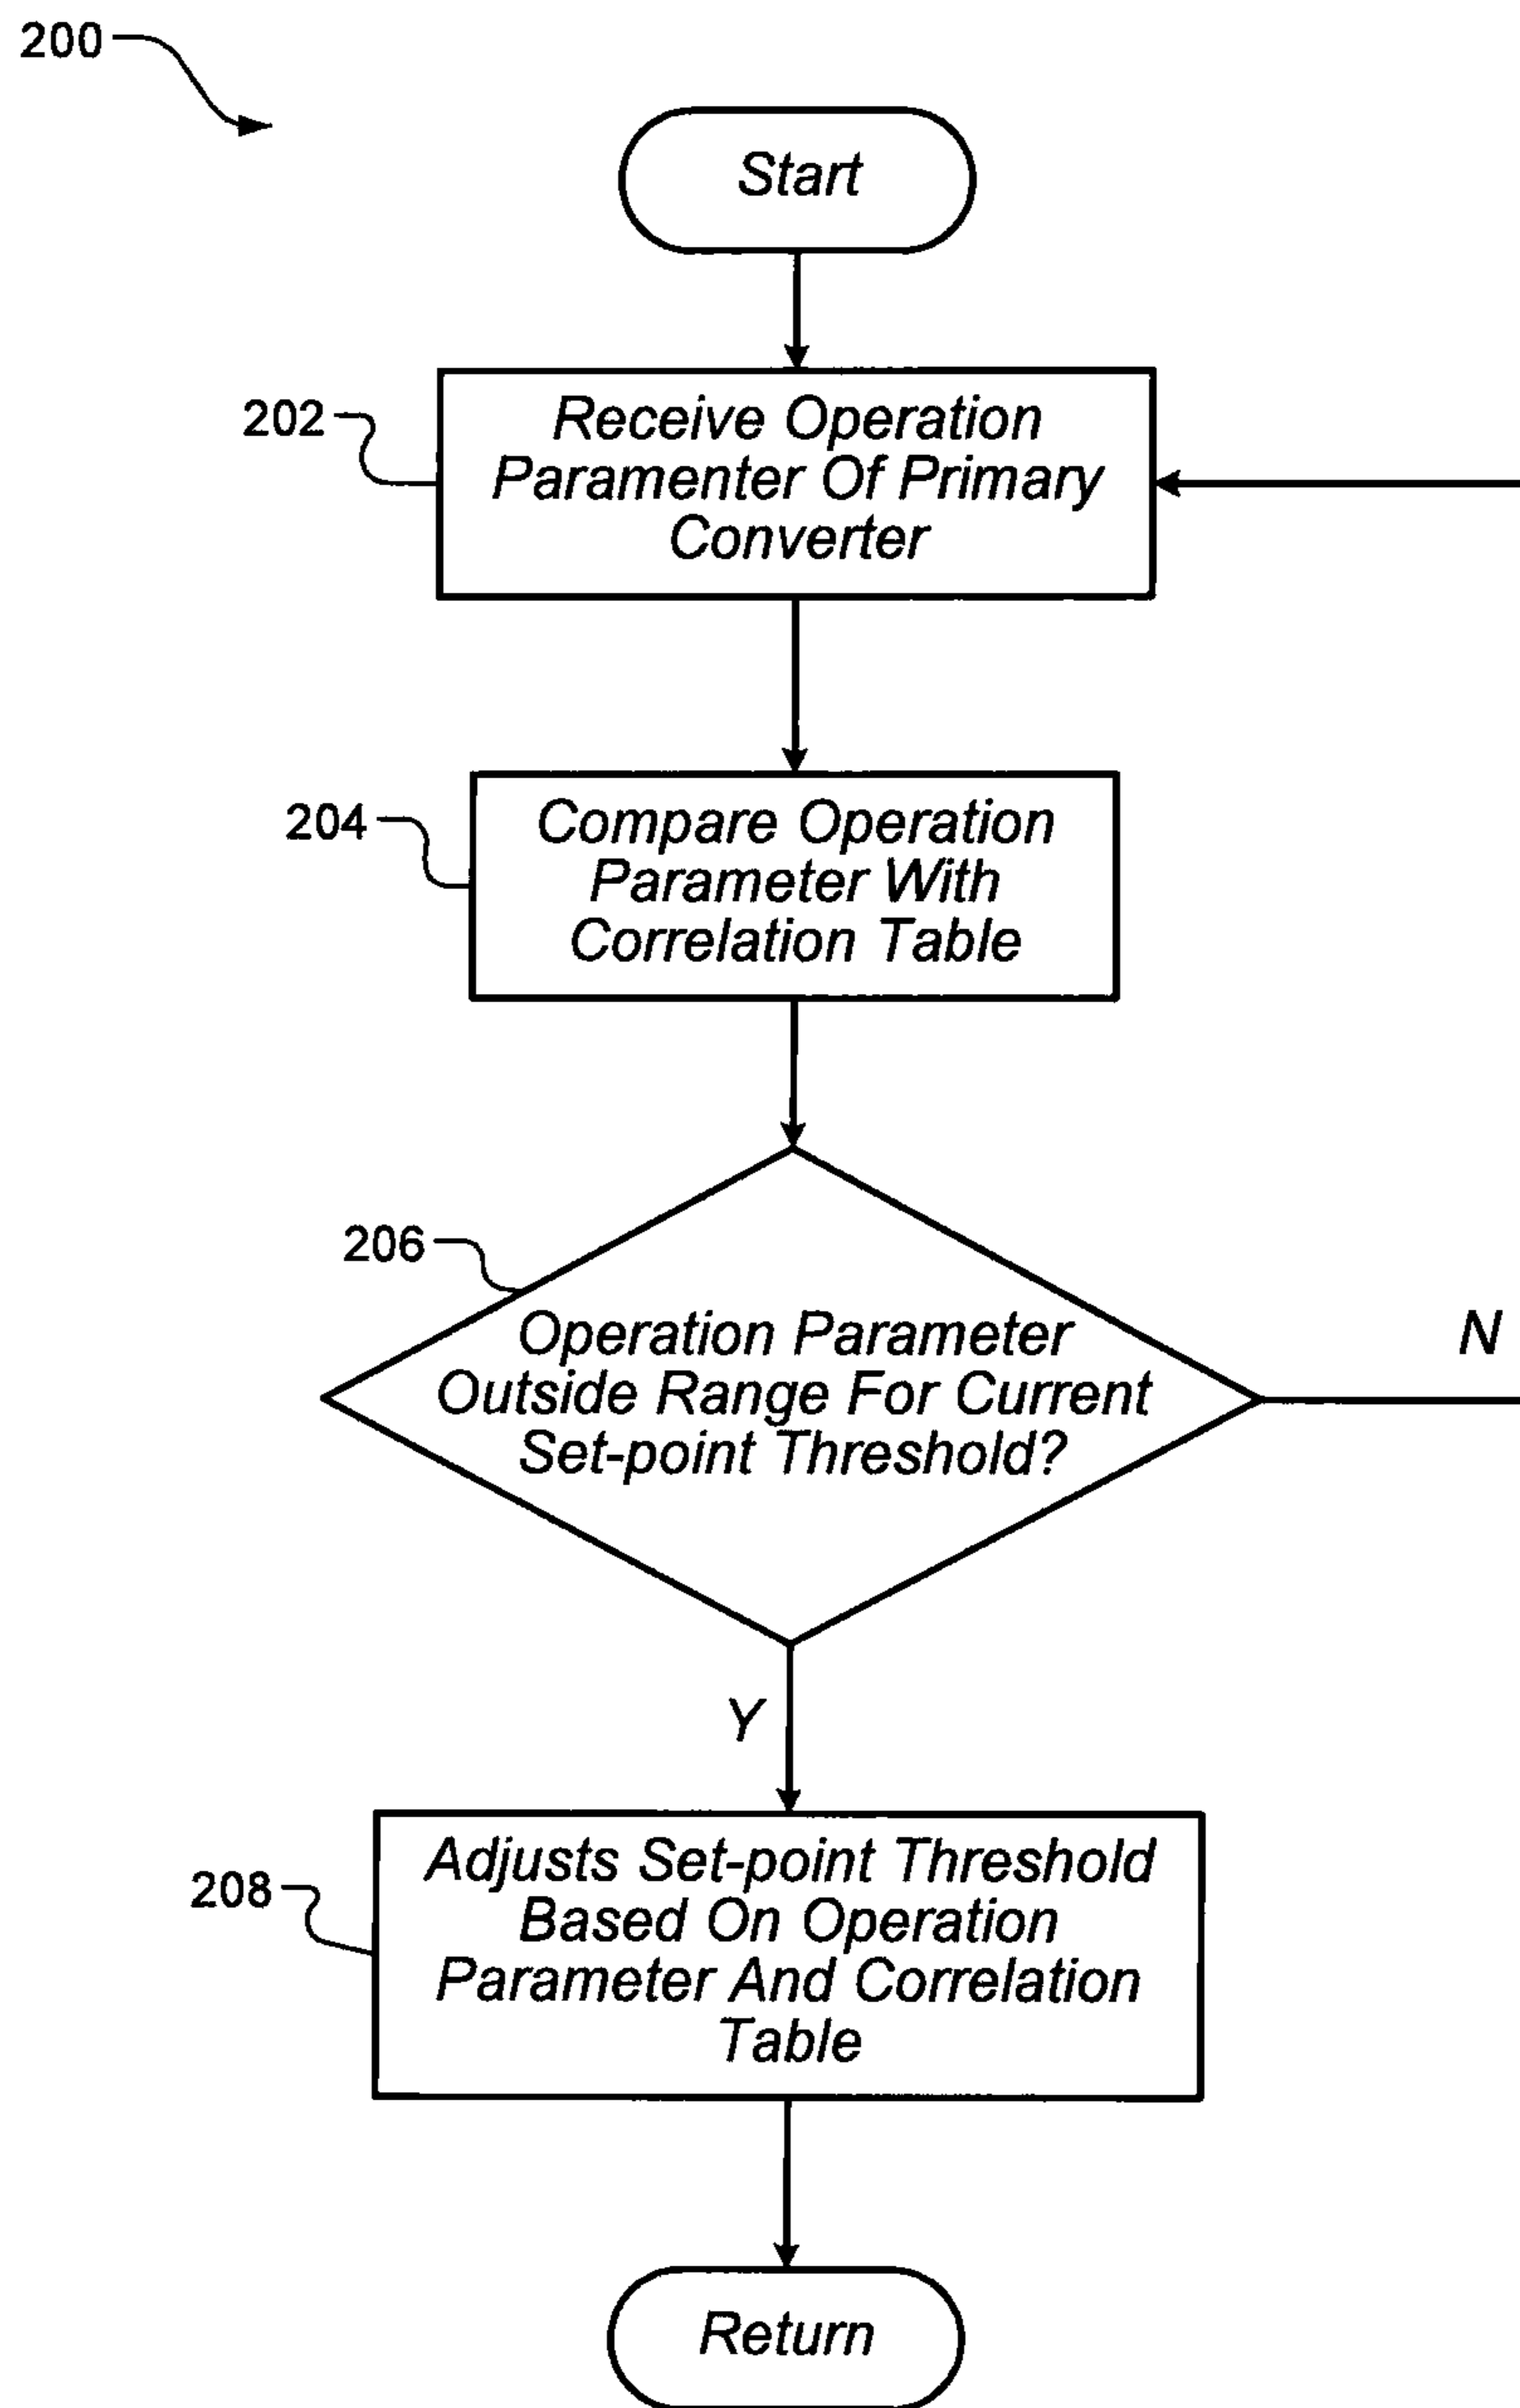 200
Start
202
Receive Operation
Paramenter Of Primary
Converter
204
Compare Operation
Parameter With
Correlation Table
206
Operation Parameter
Outside Range For Current
Set-point Threshold?
N
Y
208
Adjusts Set-point Threshold
Based On Operation
Parameter And Correlation
Table
Return